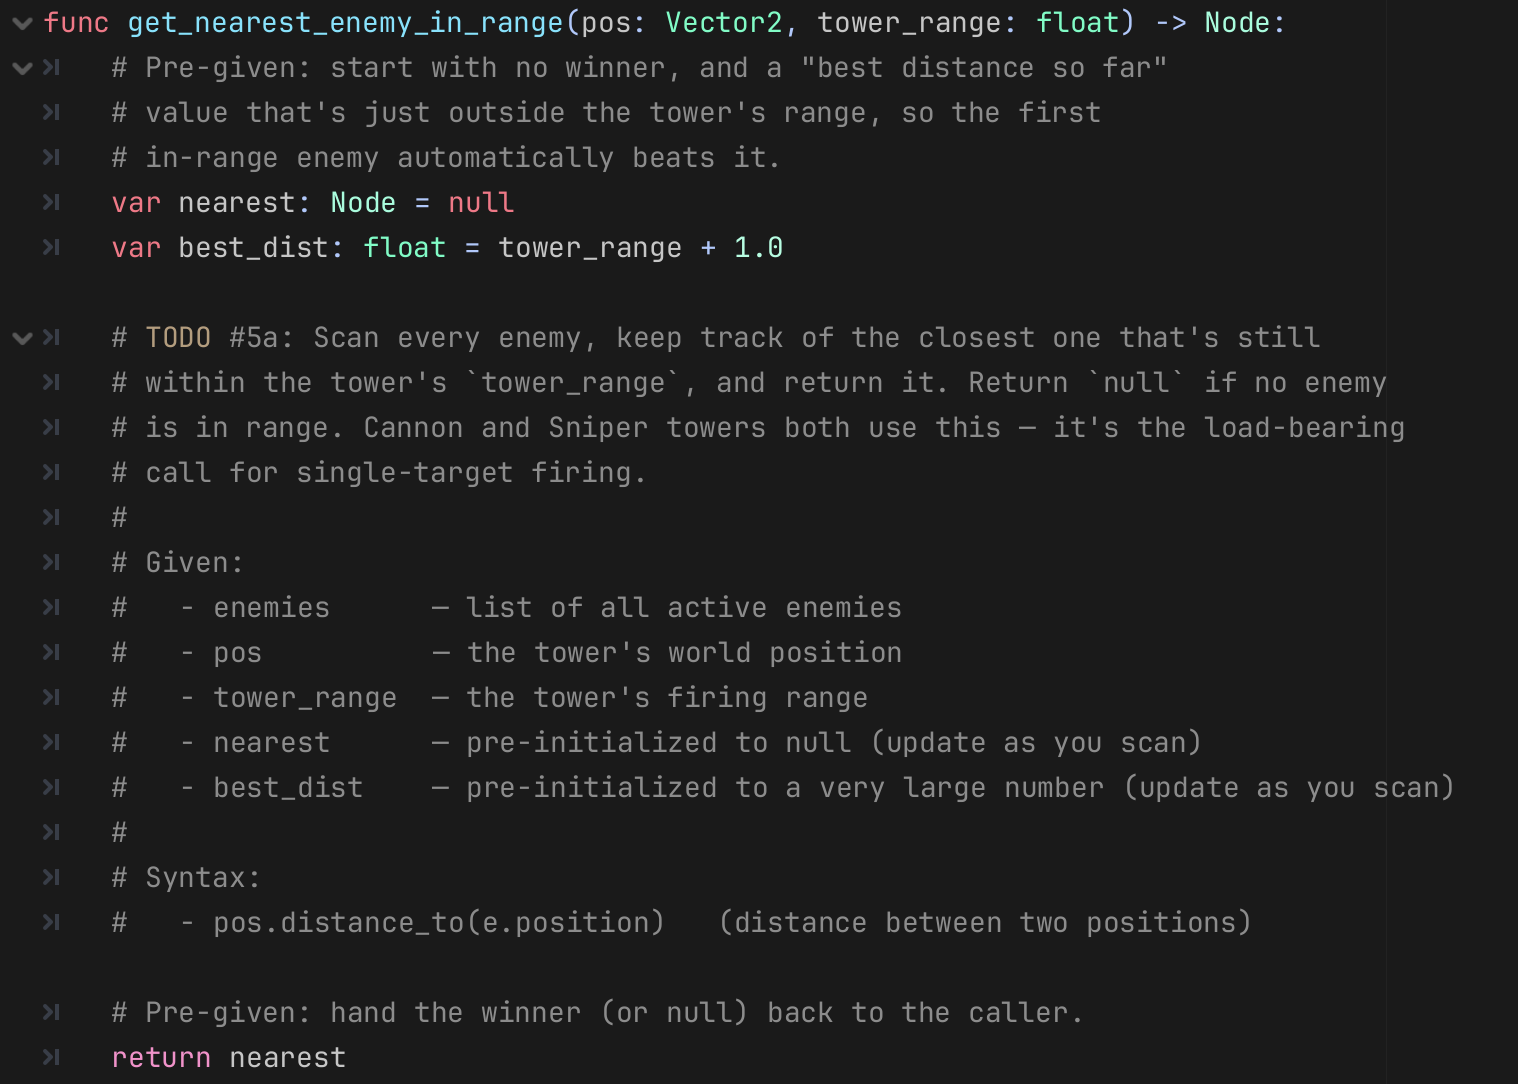 func get_nearest_enemy_in_range(pos: Vector2, tower_range: float) -> Node:
# Pre-given: start with no winner, and a "best distance so far"
# value that's just outside the tower's range, so the first
# in-range enemy automatically beats it.
var nearest: Node = null
var best_dist: float = tower_range + 1.0
# TODO #5a: Scan every enemy, keep track of the closest one that's still
# within the tower's `tower_range`, and return it. Return `null` if no enemy
# is in range. Cannon and Sniper towers both use this — it's the load-bearing
# call for single-target firing.
#
# Given:
#   - enemies      — list of all active enemies
#   - pos          — the tower's world position
#   - tower_range  — the tower's firing range
#   - nearest      — pre-initialized to null (update as you scan)
#   - best_dist    — pre-initialized to a very large number (update as you scan)
#
# Syntax:
#   - pos.distance_to(e.position)   (distance between two positions)
# Pre-given: hand the winner (or null) back to the caller.
return nearest